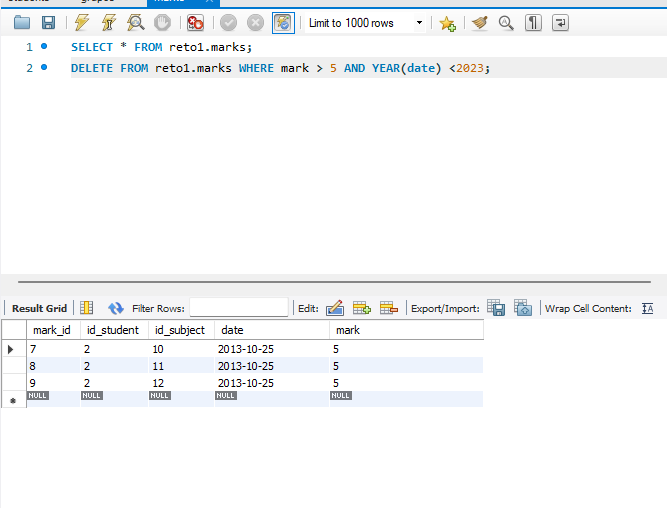 Limit to 1000 rows
1 SELECT * FROM reto1.marks;
2 DELETE FROM reto1.marks WHERE mark > 5 AND YEAR(date) <2023;
Result Grid Filter Rows: Edit: Export/Import: Wrap Cell Content: IA
mark_id id_student id_subject date mark
7 2 10 2013-10-25 5
8 2 11 2013-10-25 5
9 2 12 2013-10-25 5
NULL NULL NULL NULL NULL